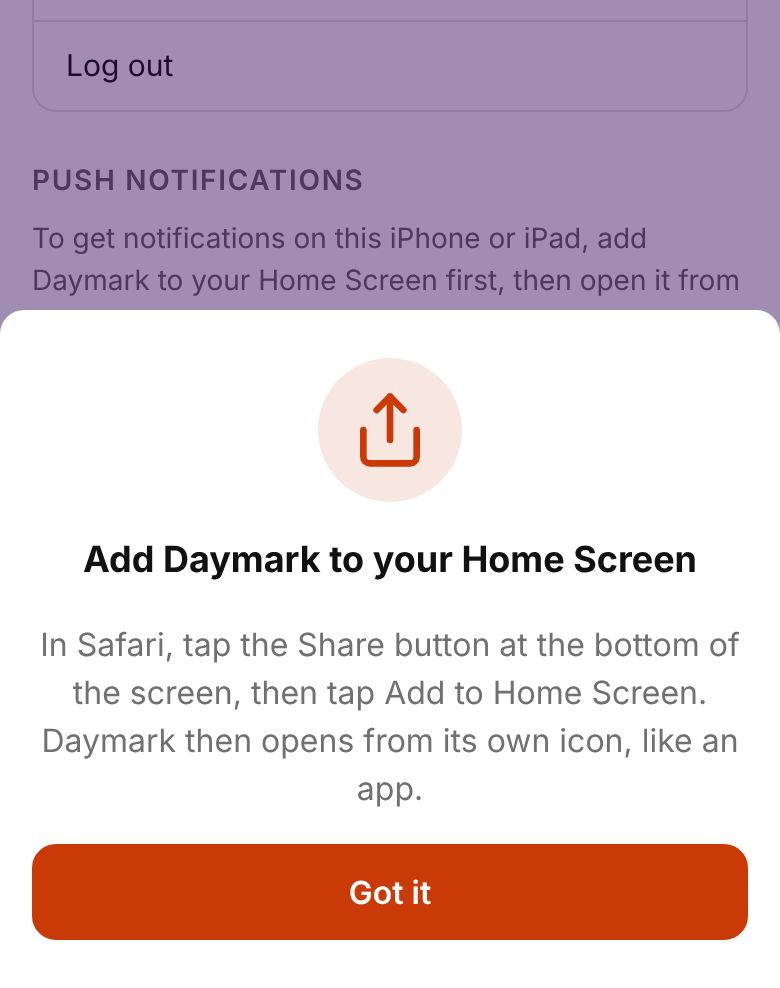 Log out
PUSH NOTIFICATIONS
To get notifications on this iPhone or iPad, add
Daymark to your Home Screen first, then open it from
Add Daymark to your Home Screen
In Safari, tap the Share button at the bottom of
the screen, then tap Add to Home Screen.
Daymark then opens from its own icon, like an
app.
Got it